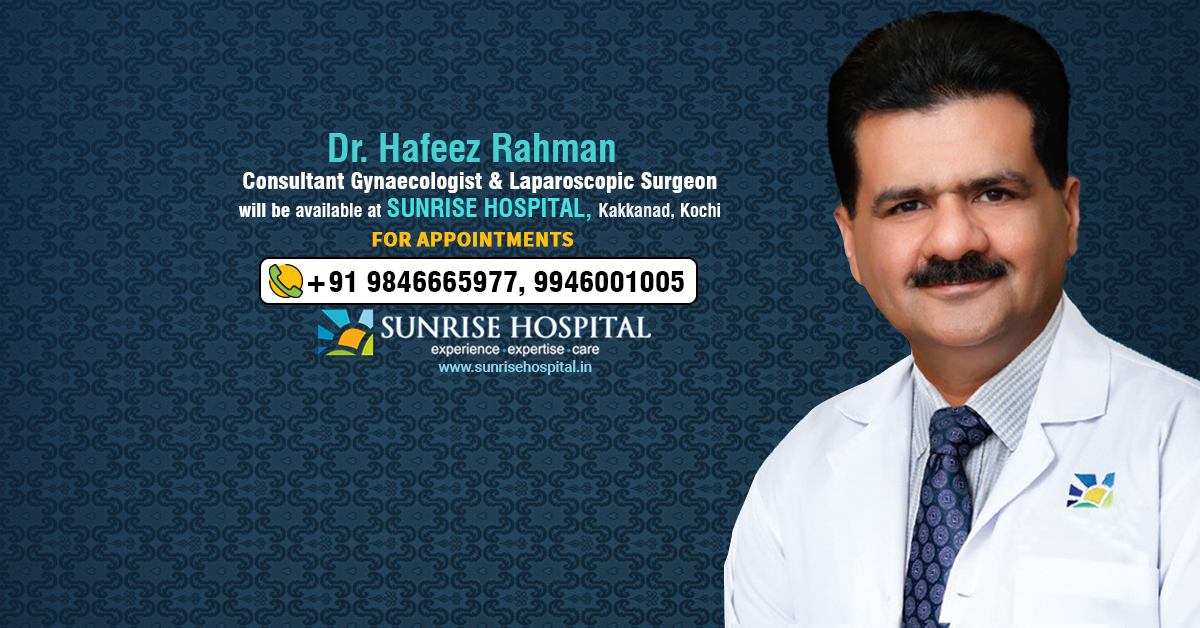 Dr. Hafeez Rahman
Consultant Gynaecologist & Laparoscopic Surgeon
will be available at SUNRISE HOSPITAL, Kakkanad, Kochi
FOR APPOINTMENTS
+91 9846665977, 9946001005
SUNRISE HOSPITAL
experience · expertise · care
www.sunrisehospital.in